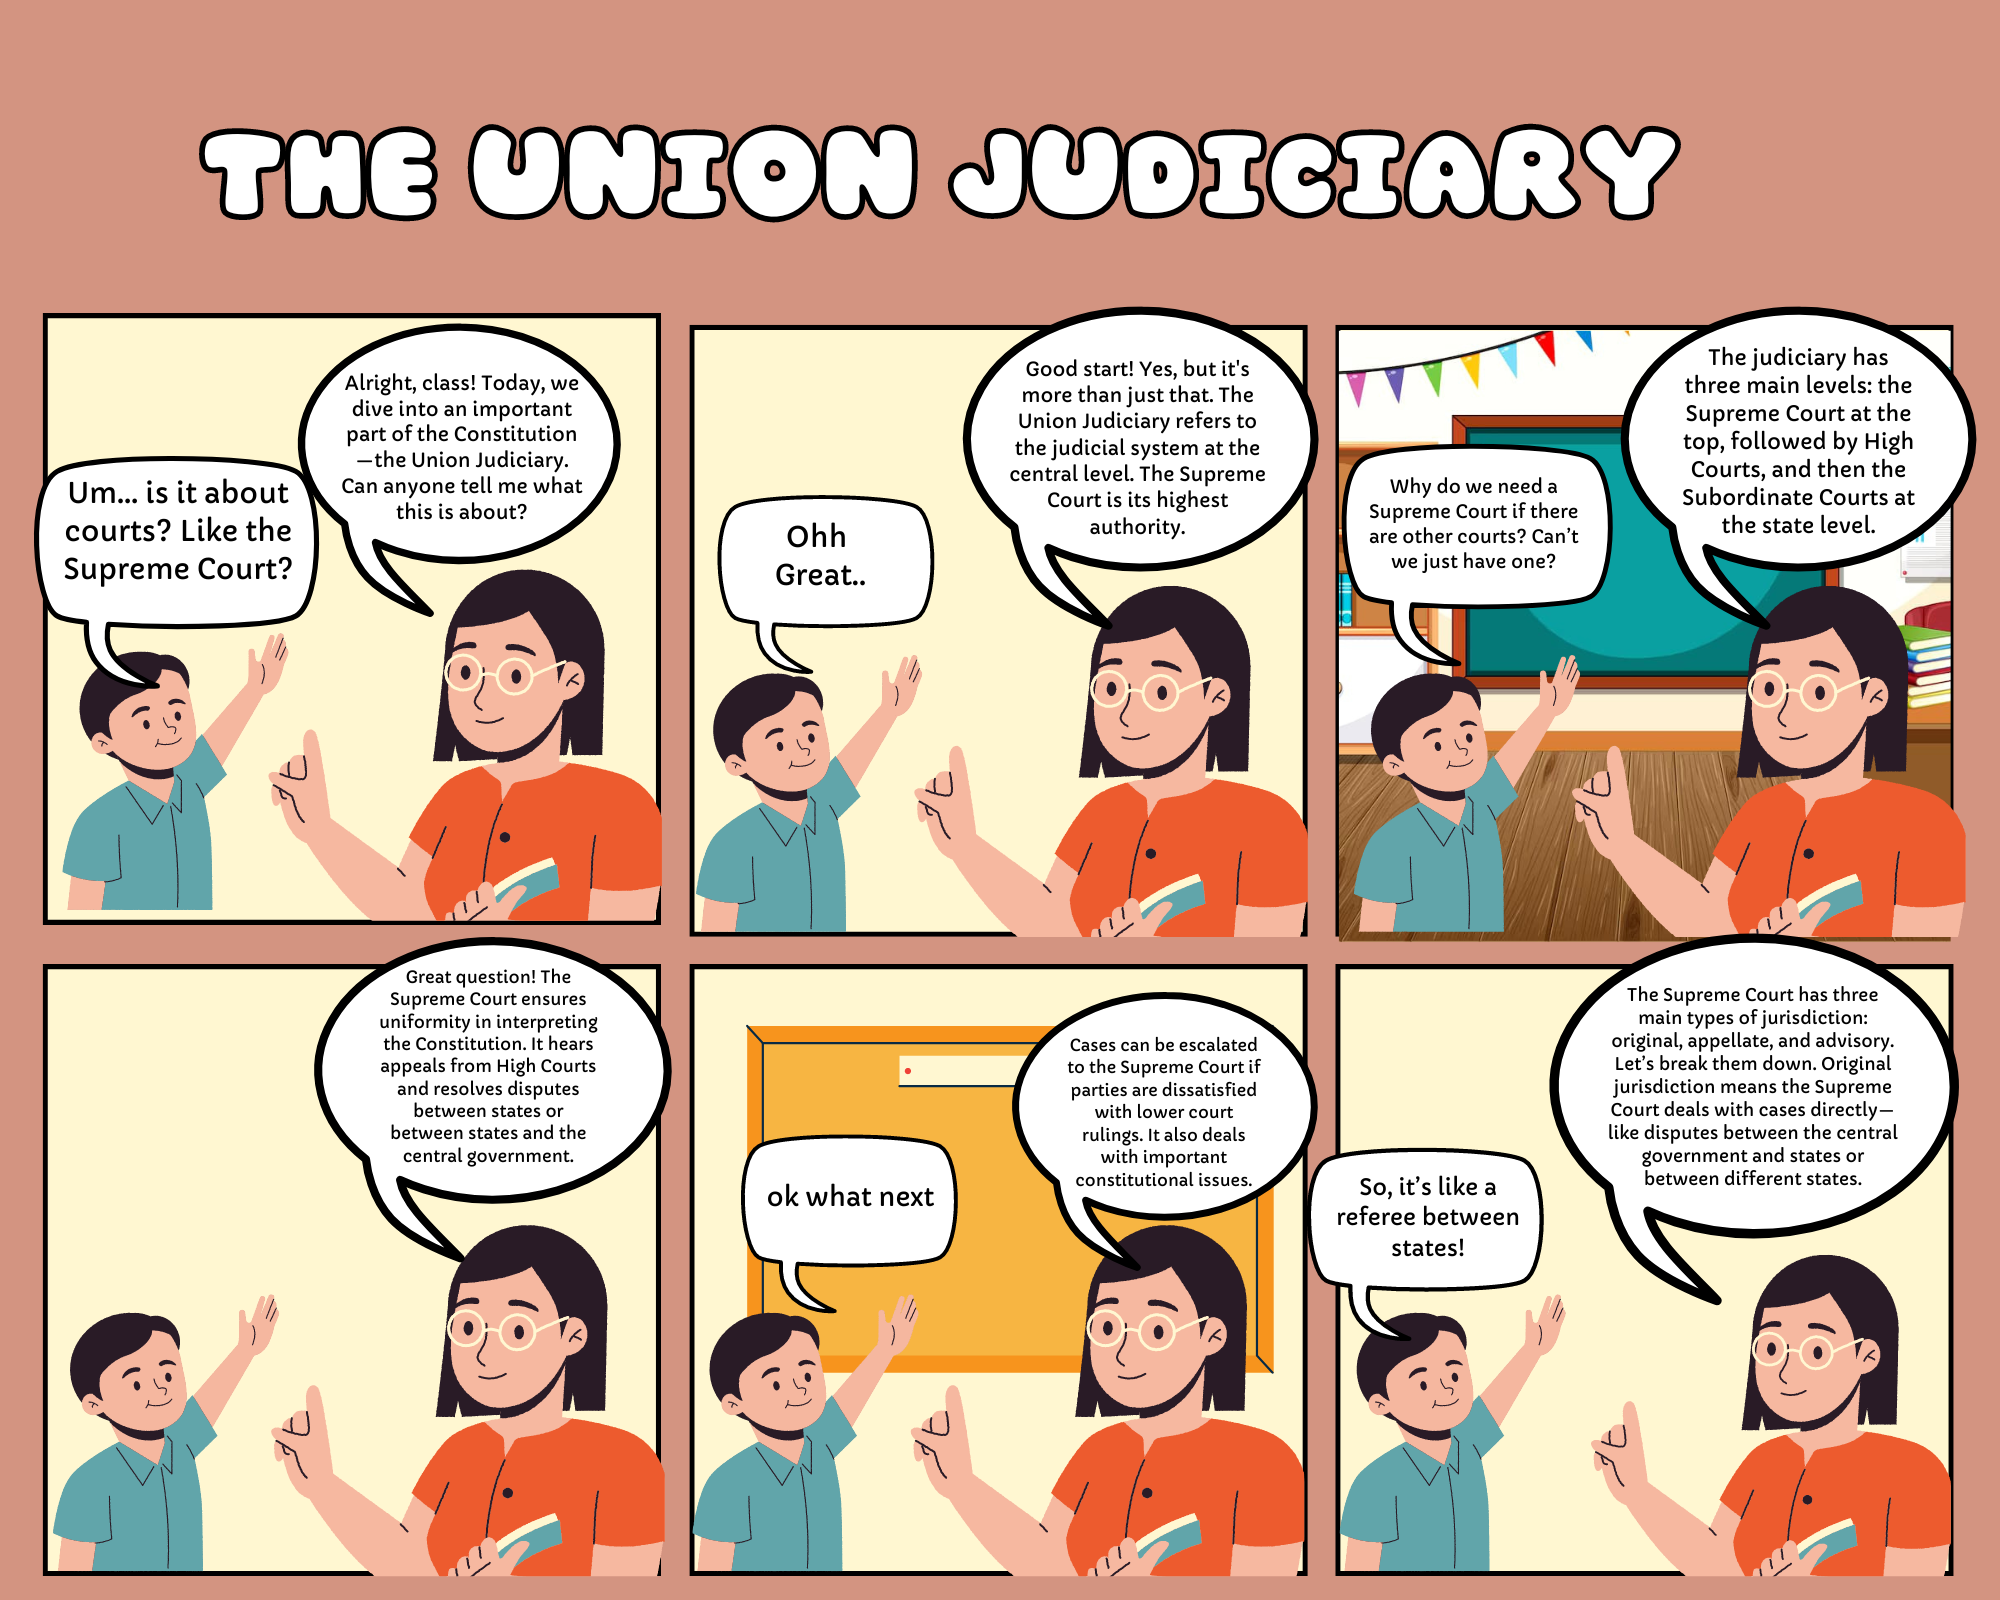 THE UNION JUDICIARY
Alright, class! Today, we
dive into an important
part of the Constitution
—the Union Judiciary.
Can anyone tell me what
this is about?
Um... is it about
courts? Like the
Supreme Court?
Good start! Yes, but it's
more than just that. The
Union Judiciary refers to
the judicial system at the
central level. The Supreme
Court is its highest
authority.
Ohh
Great..
The judiciary has
three main levels: the
Supreme Court at the
top, followed by High
Courts, and then the
Subordinate Courts at
the state level.
Why do we need a
Supreme Court if there
are other courts? Can’t
we just have one?
Great question! The
Supreme Court ensures
uniformity in interpreting
the Constitution. It hears
appeals from High Courts
and resolves disputes
between states or
between states and the
central government.
Cases can be escalated
to the Supreme Court if
parties are dissatisfied
with lower court
rulings. It also deals
with important
constitutional issues.
ok what next
The Supreme Court has three
main types of jurisdiction:
original, appellate, and advisory.
Let’s break them down. Original
jurisdiction means the Supreme
Court deals with cases directly—
like disputes between the central
government and states or
between different states.
So, it’s like a
referee between
states!